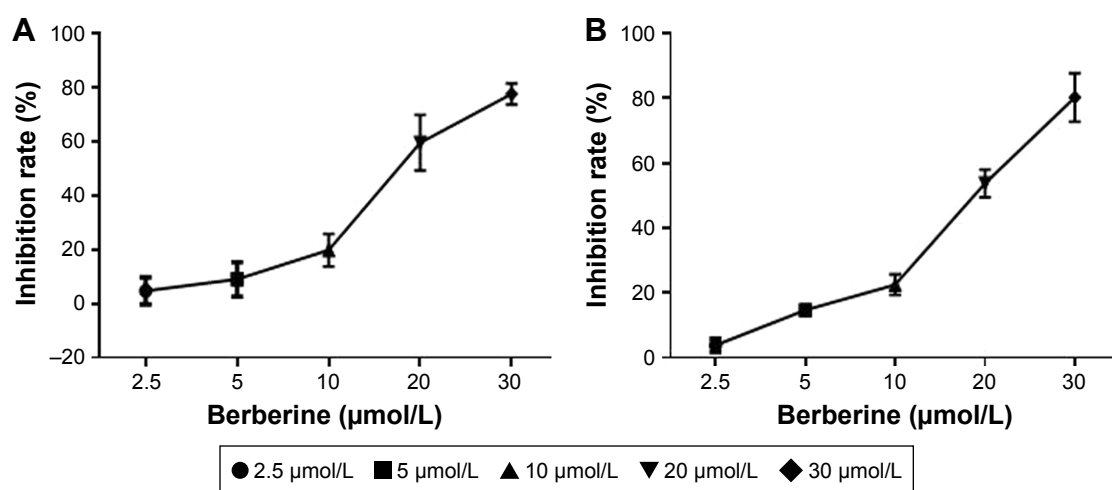 A
B
Inhibition rate (%)
100
80
60
40
20
0
–20
2.5 5 10 20 30
Berberine (µmol/L)
Inhibition rate (%)
100
80
60
40
20
0
2.5 5 10 20 30
Berberine (µmol/L)
2.5 µmol/L 5 µmol/L 10 µmol/L 20 µmol/L 30 µmol/L